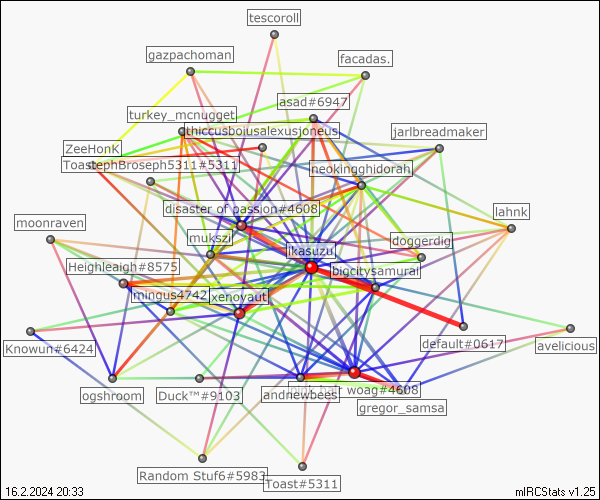 tescoroll
gazpachoman
facadas.
asad#6947
turkey_mcnugget
thiccusboiusalexusjoneus
jarlbreadmaker
ZeeHonK
StephBroseph5311#5311
neokingghidorah
disaster of passion#4608
lahnk
moonraven
mukszi
doggerdig
ikasuzu
Heighleaigh#8575
bigcitysamurai
mingus4742
xenoyaut
Knowun#6424
default#0617
avelicious
ogshroom
Duck™#9103
woag#4608
andnewbees
gregor_samsa
Random Stuf6#5983
Toast#5311
16.2.2024 20:33
mIRCStats v1.25